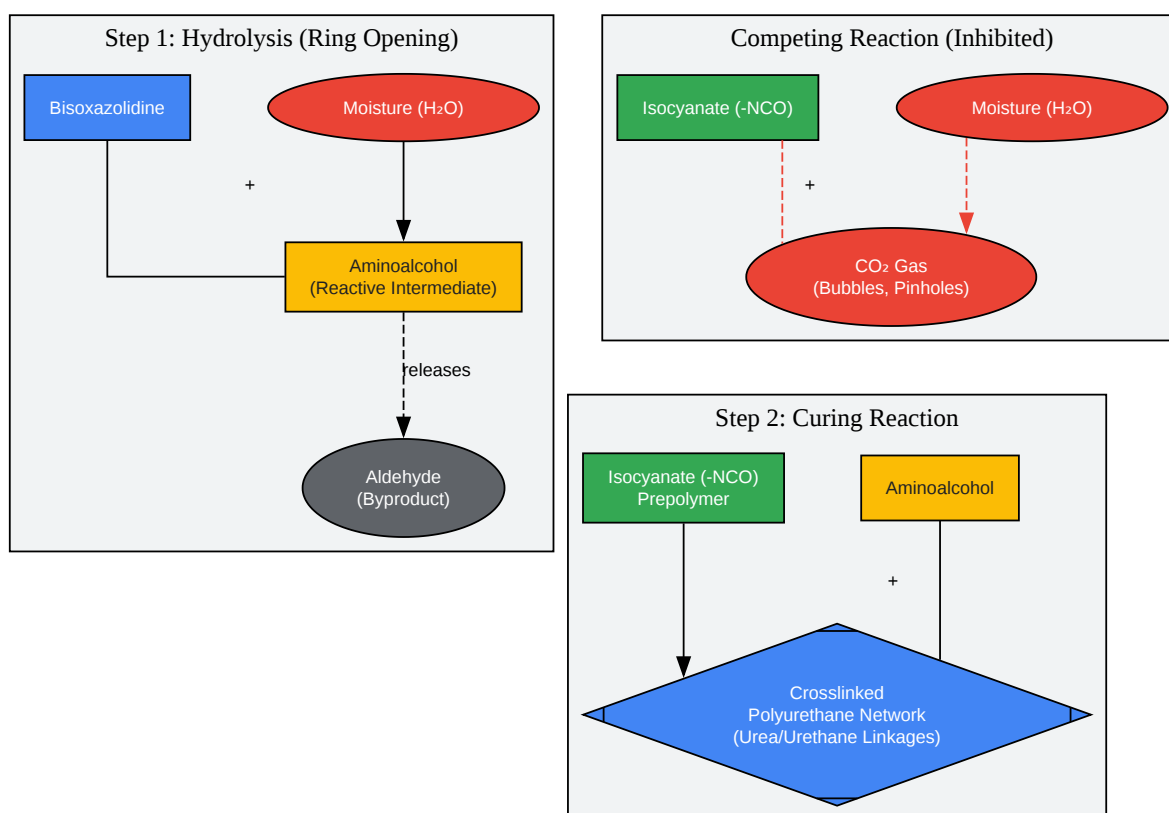 Step 1: Hydrolysis (Ring Opening)
Bisoxazolidine
Moisture (H₂O)
+
Aminoalcohol
(Reactive Intermediate)
releases
Aldehyde
(Byproduct)
Competing Reaction (Inhibited)
Isocyanate (-NCO)
Moisture (H₂O)
+
CO₂ Gas
(Bubbles, Pinholes)
Step 2: Curing Reaction
Isocyanate (-NCO)
Prepolymer
Aminoalcohol
+
Crosslinked
Polyurethane Network
(Urea/Urethane Linkages)